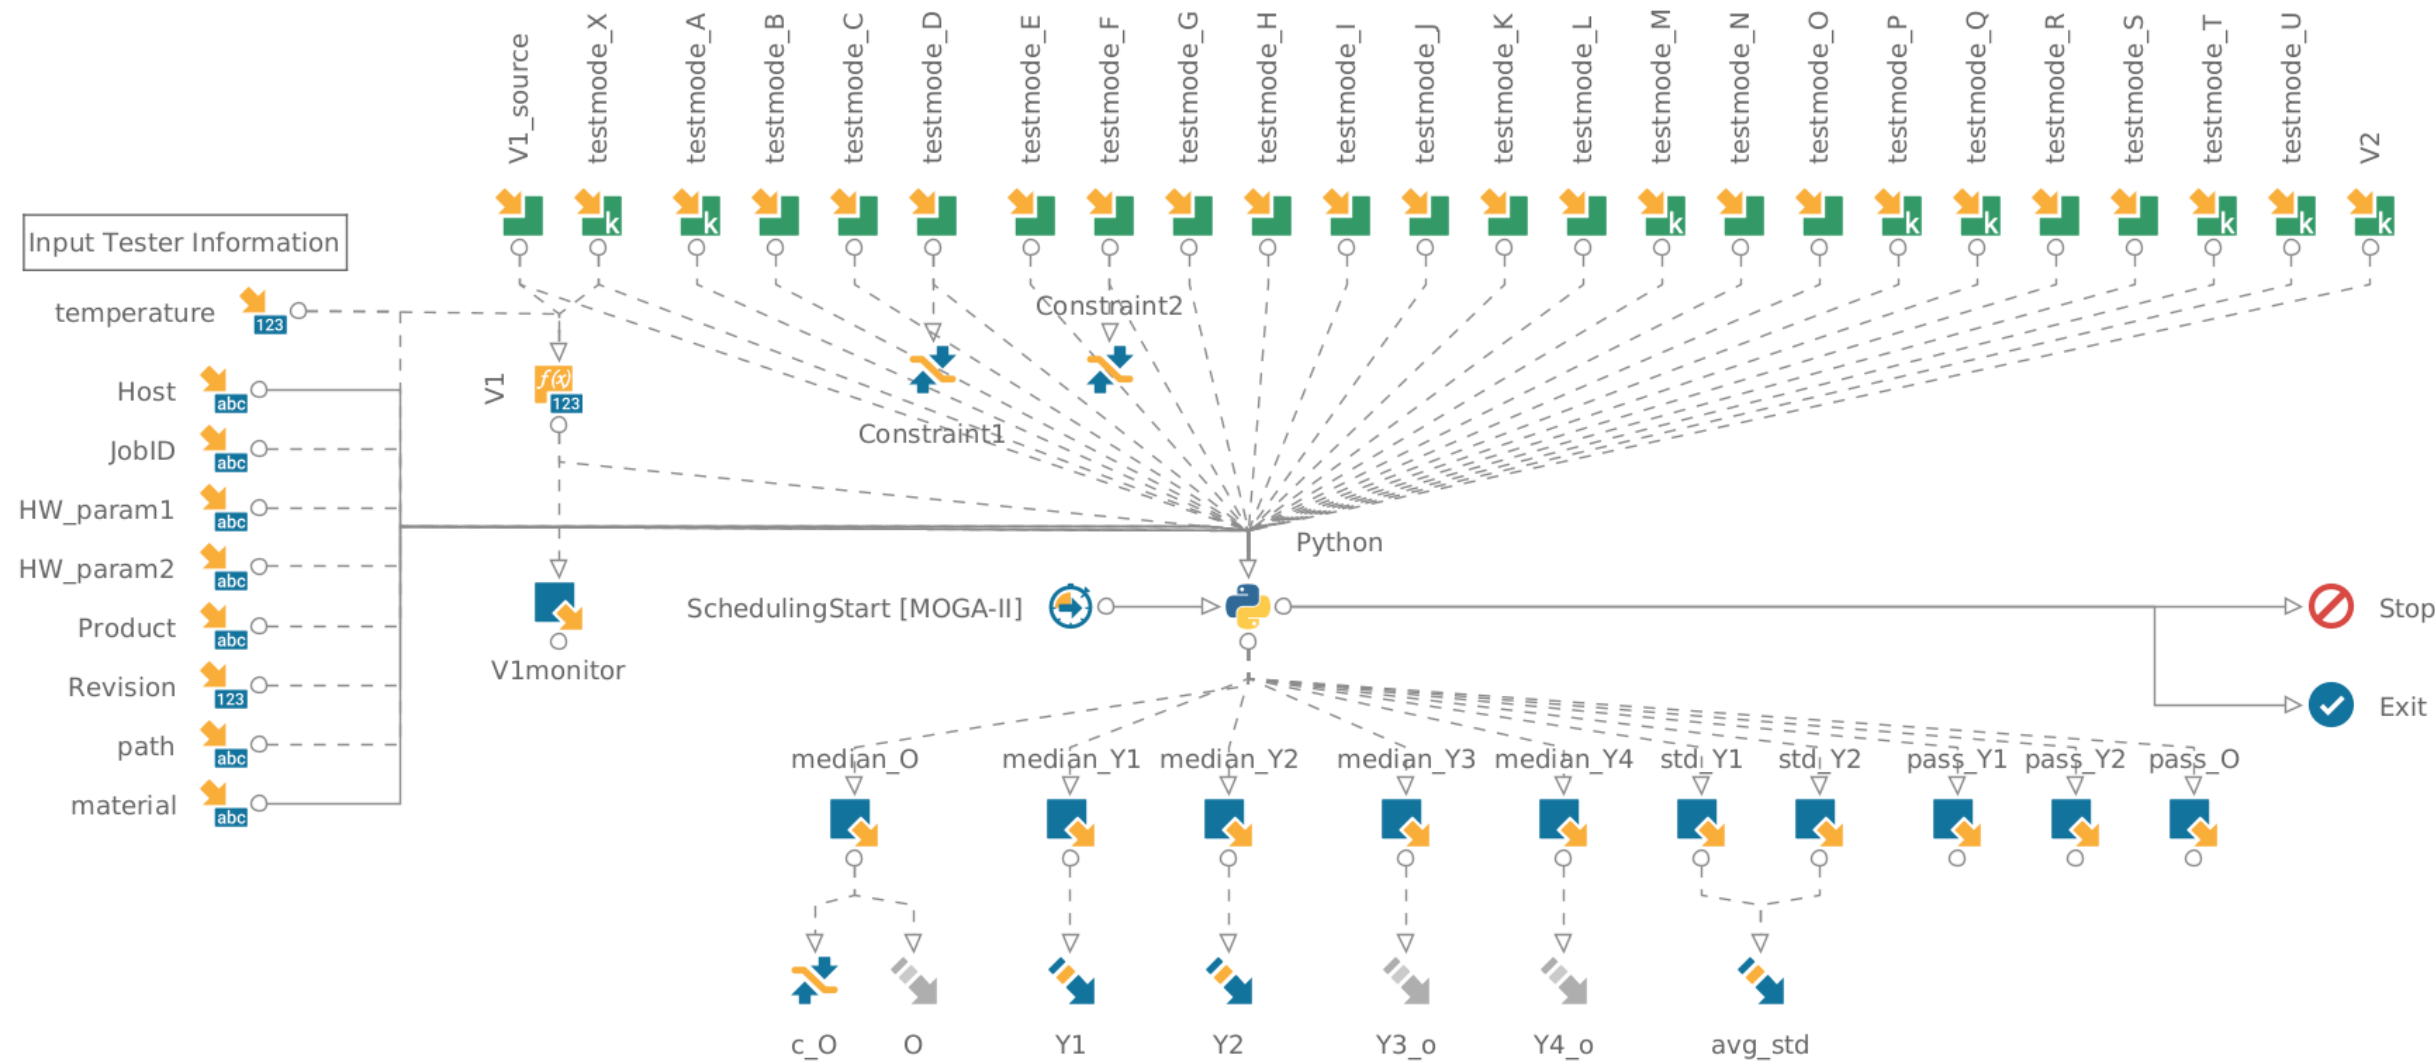 V1_source
testmode_X
testmode_A
testmode_B
testmode_C
testmode_D
testmode_E
testmode_F
testmode_G
testmode_H
testmode_I
testmode_J
testmode_K
testmode_L
testmode_M
testmode_N
testmode_O
testmode_P
testmode_Q
testmode_R
testmode_S
testmode_T
testmode_U
V2
k
k
k
k
k
k
k
k
Input Tester Information
temperature
123
Constraint2
Host
abc
V1
f(x)
123
Constraint1
JobID
abc
HW_param1
abc
Python
HW_param2
abc
SchedulingStart [MOGA-II]
Stop
Product
abc
V1monitor
Revision
123
Exit
path
abc
median_O
median_Y1
median_Y2
median_Y3
median_Y4
std_Y1
std_Y2
pass_Y1
pass_Y2
pass_O
material
abc
c_O
O
Y1
Y2
Y3_o
Y4_o
avg_std